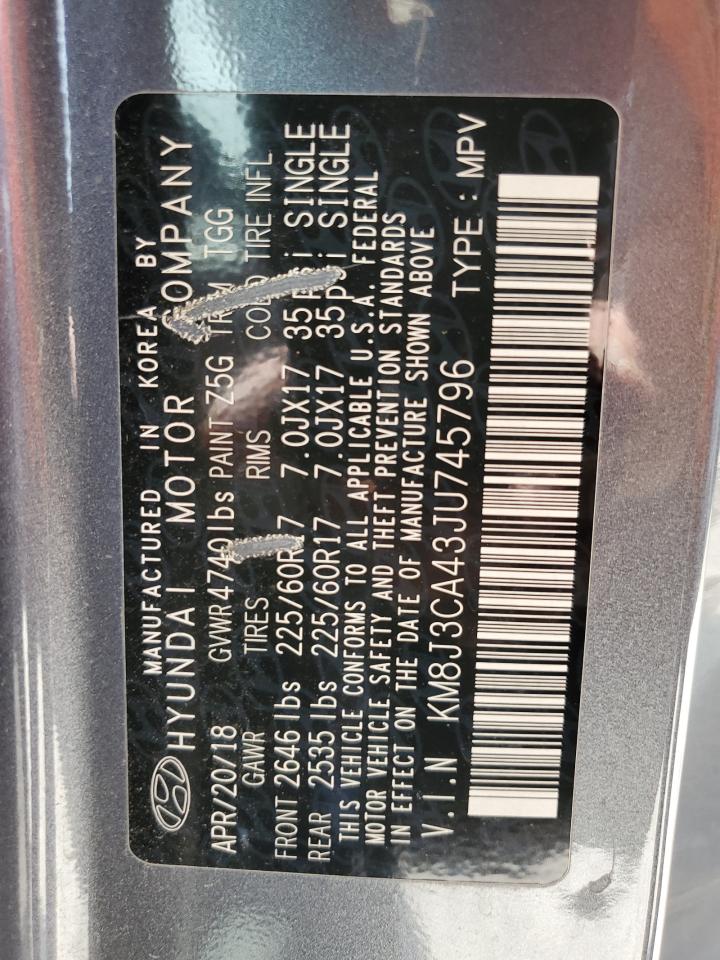 MANUFACTURED IN KOREA BY
HYUNDAI MOTOR COMPANY
APR/20/18 GVWR 4740lbs PAINT Z5G TRIM TGG
GAWR TIRES RIMS COLD TIRE INFL
FRONT 2646 lbs 225/60R17 7.0JX17 35psi SINGLE
REAR 2535 lbs 225/60R17 7.0JX17 35psi SINGLE
THIS VEHICLE CONFORMS TO ALL APPLICABLE U.S.A. FEDERAL
MOTOR VEHICLE SAFETY AND THEFT PREVENTION STANDARDS
IN EFFECT ON THE DATE OF MANUFACTURE SHOWN ABOVE
V.I.N KM8J3CA43JU745796 TYPE : MPV